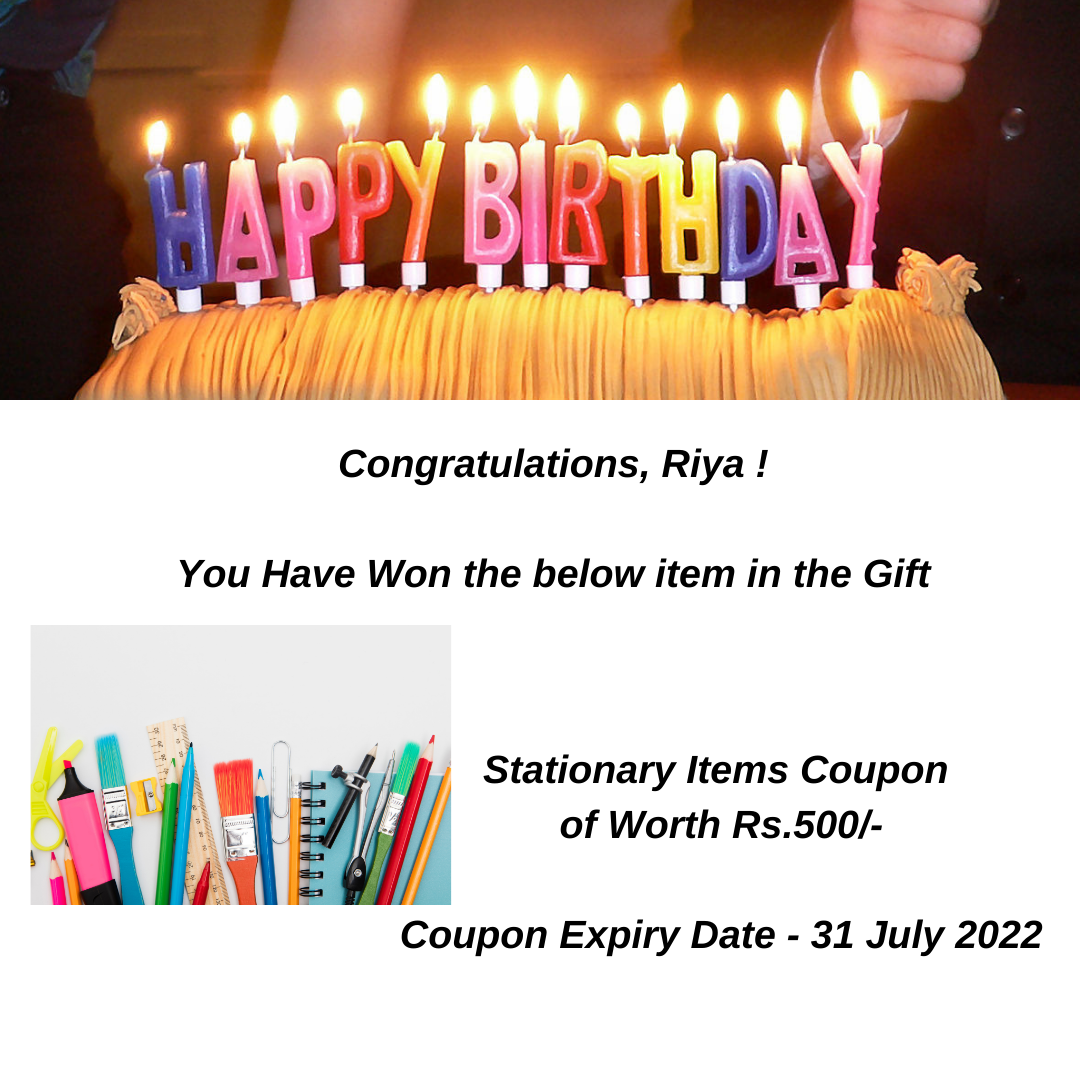 HAPPY BIRTHDAY
Congratulations, Riya !
You Have Won the below item in the Gift
Stationary Items Coupon
of Worth Rs.500/-
Coupon Expiry Date - 31 July 2022